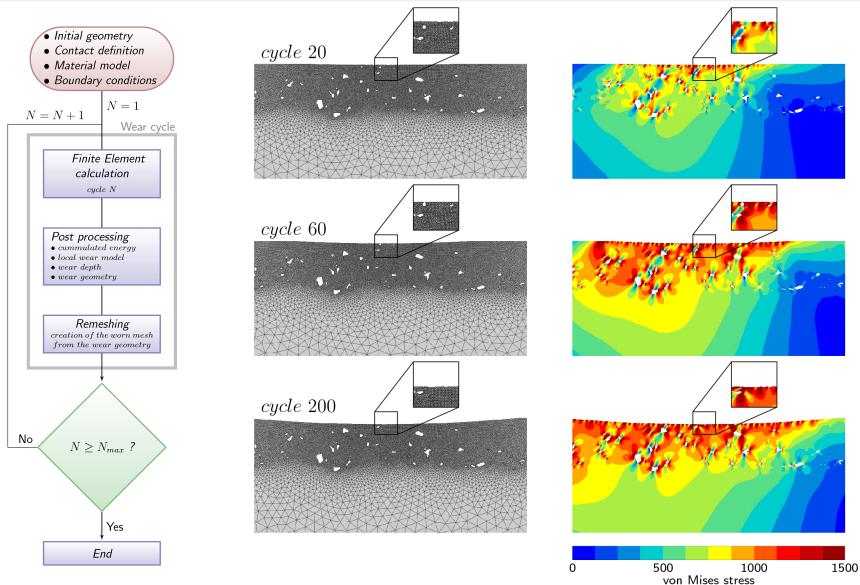 • Initial geometry
• Contact definition
• Material model
• Boundary conditions
N = 1
N = N + 1
Wear cycle
Finite Element
calculation
cycle N
Post processing
• cummulated energy
• local wear model
• wear depth
• wear geometry
Remeshing
creation of the worn mesh
from the wear geometry
No
N ≥ Nmax ?
Yes
End
cycle 20
cycle 60
cycle 200
0 500 1000 1500
von Mises stress